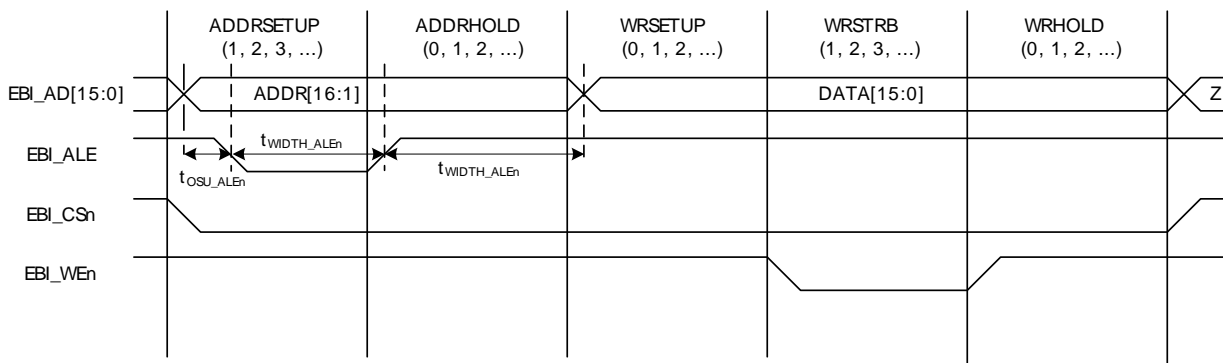 ADDRSETUP ADDRHOLD WRSETUP WRSTRB WRHOLD
(1, 2, 3, ...) (0, 1, 2, ...) (0, 1, 2, ...) (1, 2, 3, ...) (0, 1, 2, ...)
EBI_AD[15:0] ADDR[16:1] DATA[15:0] Z
EBI_ALE tWIDTH_ALEn
tOSU_ALEn tWIDTH_ALEn
EBI_CSn
EBI_WEn